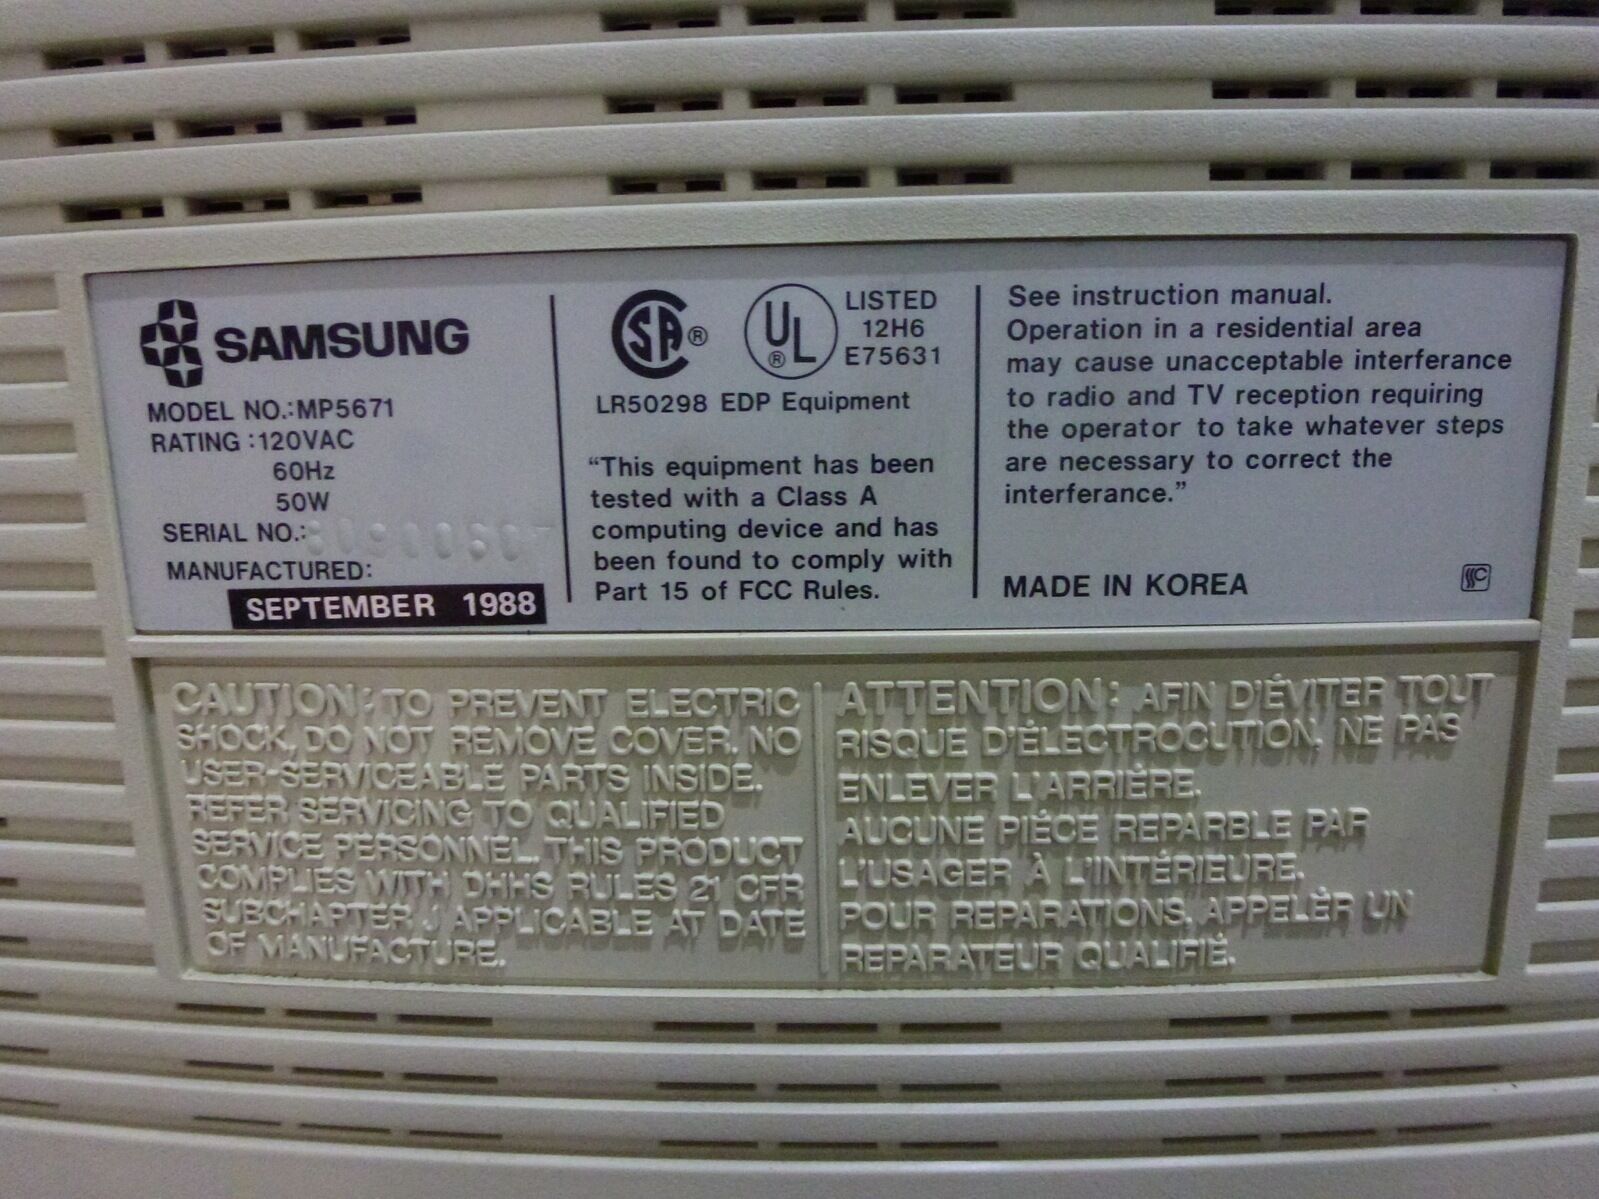 SAMSUNG
MODEL NO.:MP5671
RATING :120VAC
60Hz
50W
SERIAL NO.:
MANUFACTURED:
SEPTEMBER 1988
SA®
UL
®
LISTED
12H6
E75631
LR50298 EDP Equipment
“This equipment has been
tested with a Class A
computing device and has
been found to comply with
Part 15 of FCC Rules.
See instruction manual.
Operation in a residential area
may cause unacceptable interferance
to radio and TV reception requiring
the operator to take whatever steps
are necessary to correct the
interferance.”
MADE IN KOREA
CAUTION: TO PREVENT ELECTRIC
SHOCK, DO NOT REMOVE COVER. NO
USER-SERVICEABLE PARTS INSIDE.
REFER SERVICING TO QUALIFIED
SERVICE PERSONNEL. THIS PRODUCT
COMPLIES WITH DHHS RULES 21 CFR
SUBCHAPTER J APPLICABLE AT DATE
OF MANUFACTURE.
ATTENTION: AFIN D'ÉVITER TOUT
RISQUE D'ÉLECTROCUTION, NE PAS
ENLEVER L'ARRIÈRE.
AUCUNE PIÈCE REPARBLE PAR
L'USAGER À L'INTÉRIEURE.
POUR REPARATIONS, APPELÈR UN
REPARATEUR QUALIFIÉ.